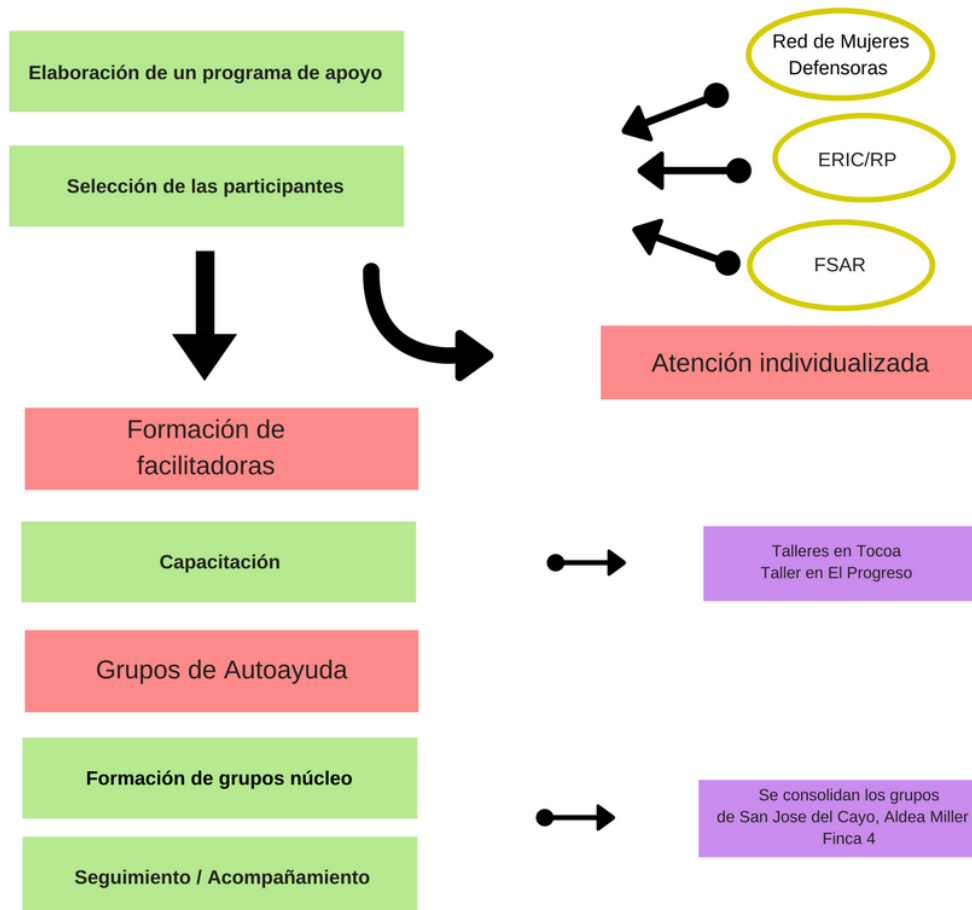 Elaboración de un programa de apoyo
Selección de las participantes
Red de Mujeres
Defensoras
ERIC/RP
FSAR
Atención individualizada
Formación de
facilitadoras
Capacitación
Talleres en Tocoa
Taller en El Progreso
Grupos de Autoayuda
Formación de grupos núcleo
Se consolidan los grupos
de San Jose del Cayo, Aldea Miller
Finca 4
Seguimiento / Acompañamiento